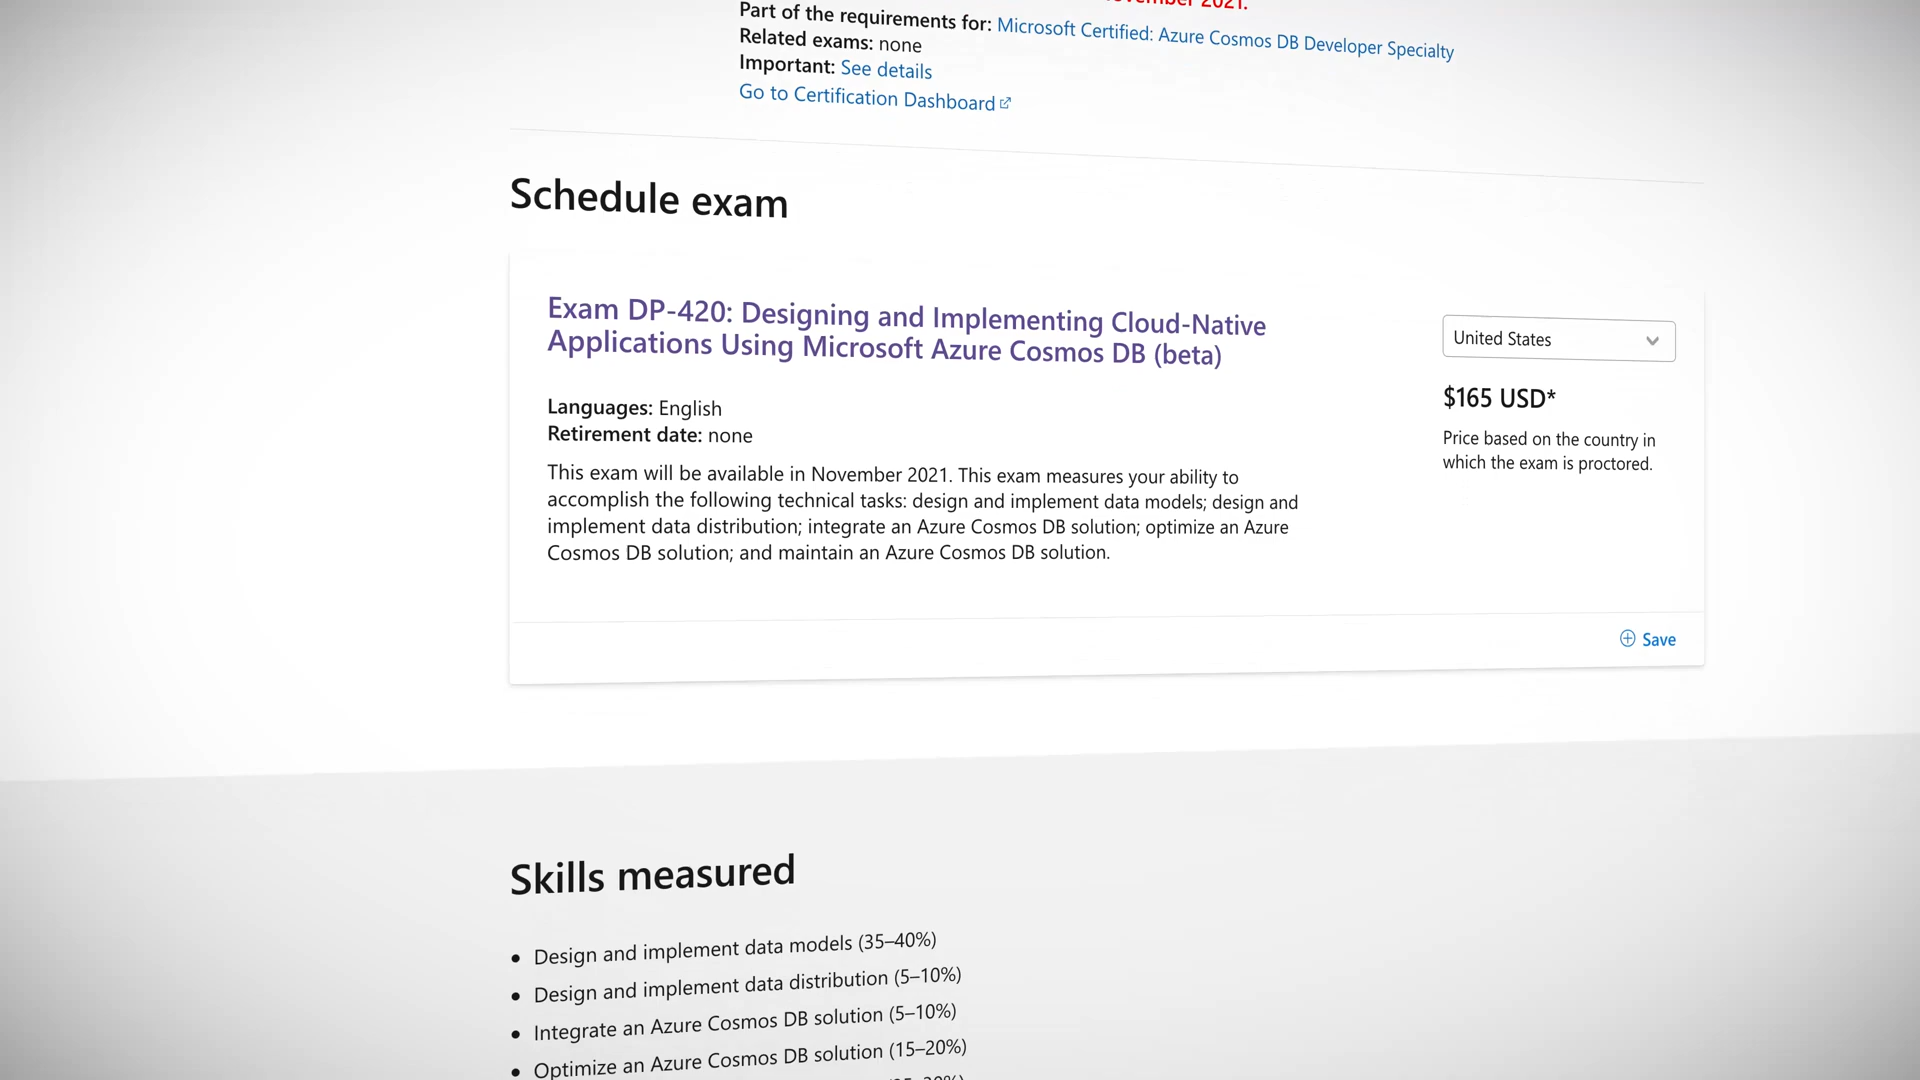 2021.
Part of the requirements for: Microsoft Certified: Azure Cosmos DB Developer Specialty
Related exams: none
Important: See details
Go to Certification Dashboard
Schedule exam
Exam DP-420: Designing and Implementing Cloud-Native
Applications Using Microsoft Azure Cosmos DB (beta)
United States
$165 USD*
Price based on the country in
which the exam is proctored.
Languages: English
Retirement date: none
This exam will be available in November 2021. This exam measures your ability to
accomplish the following technical tasks: design and implement data models; design and
implement data distribution; integrate an Azure Cosmos DB solution; optimize an Azure
Cosmos DB solution; and maintain an Azure Cosmos DB solution.
Save
Skills measured
• Design and implement data models (35–40%)
• Design and implement data distribution (5–10%)
• Integrate an Azure Cosmos DB solution (5–10%)
• Optimize an Azure Cosmos DB solution (15–20%)